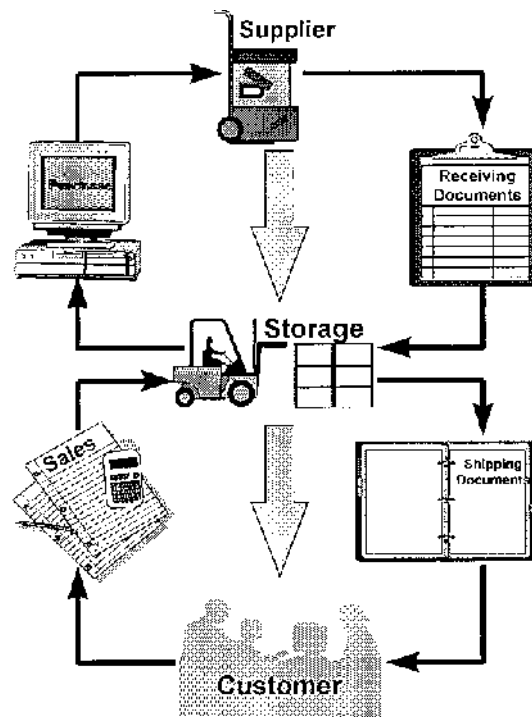 Supplier
Receiving
Documents
Storage
Sales
Shipping
Documents
Customer